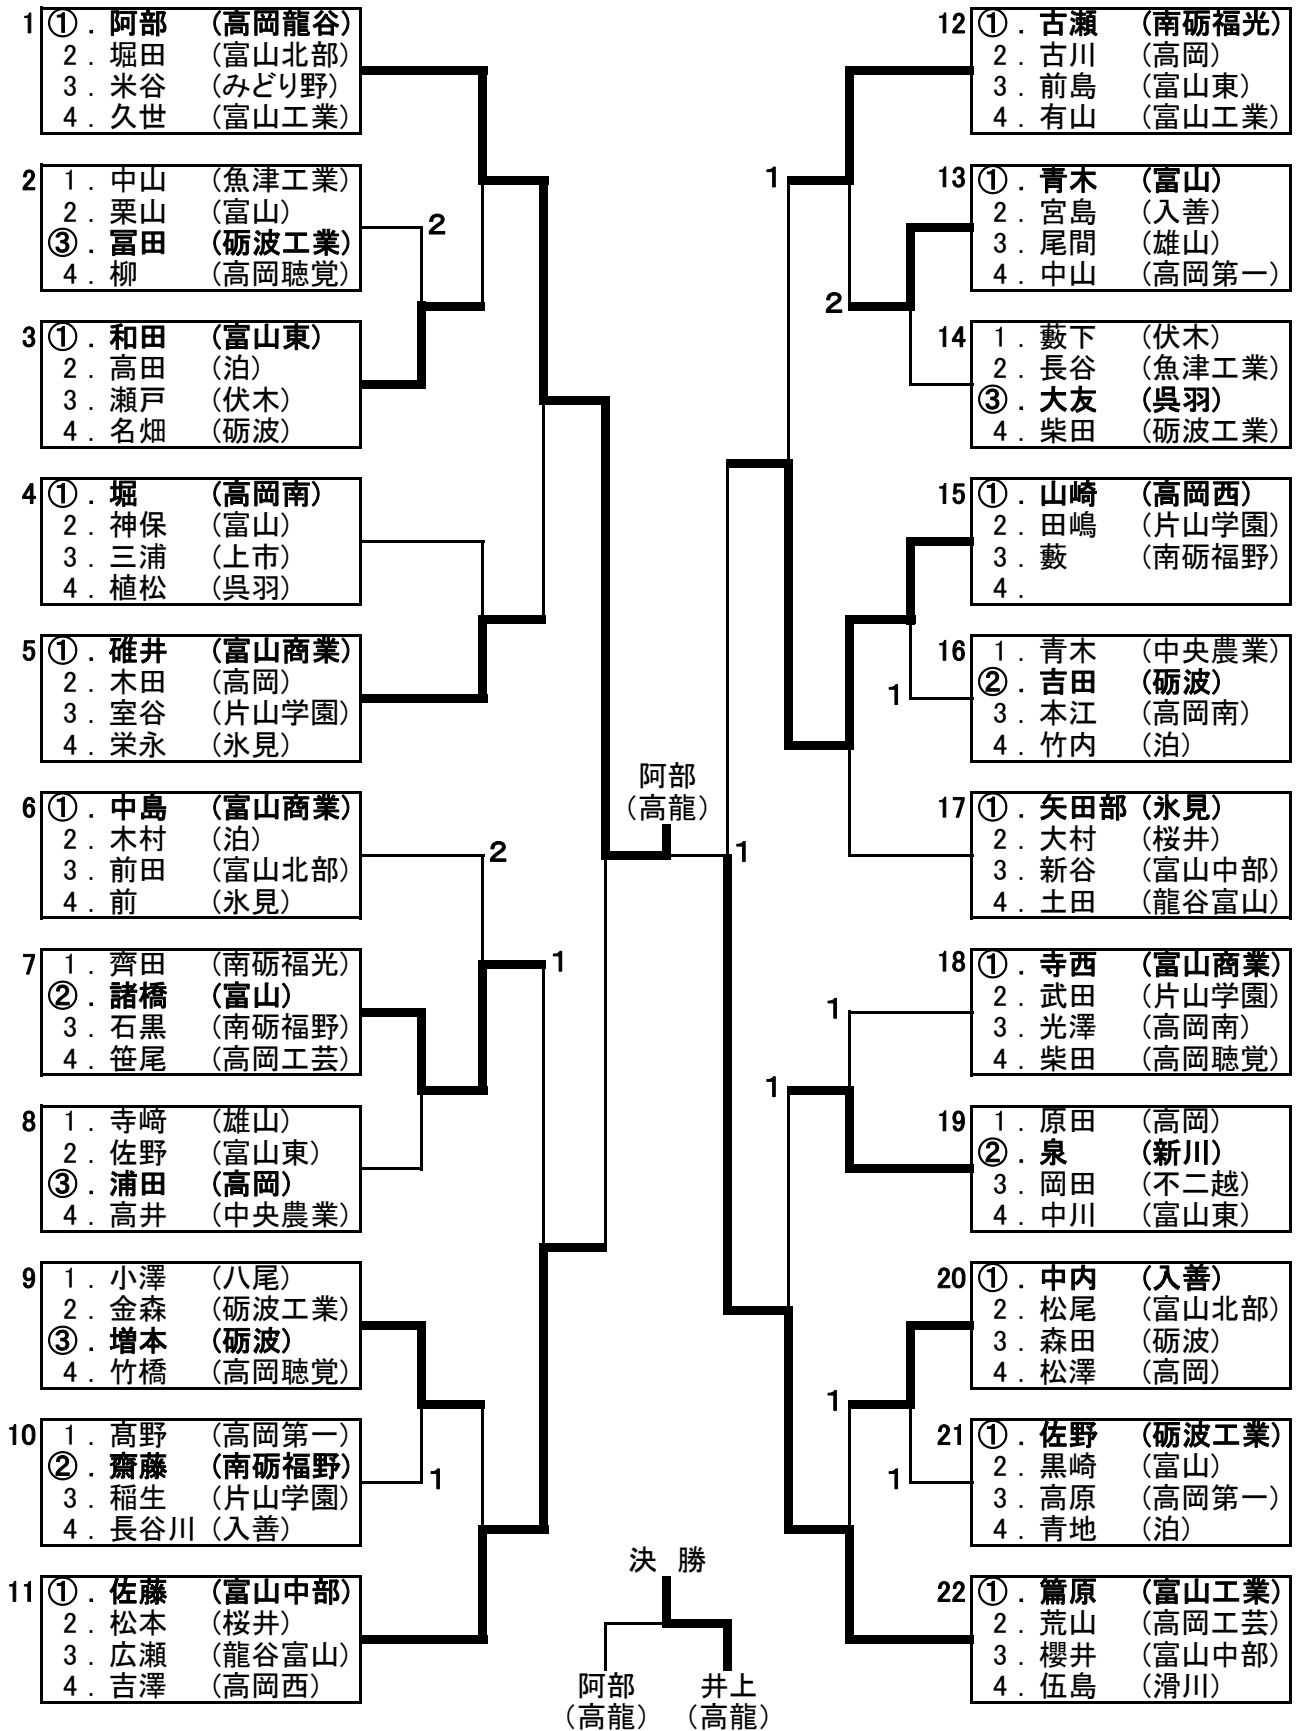 1
①．阿部　(高岡龍谷)
2．堀田　(富山北部)
3．米谷　(みどり野)
4．久世　(富山工業)
2
1．中山　(魚津工業)
2．栗山　(富山)
③．冨田　(砺波工業)
4．柳　(高岡聴覚)
2
3
①．和田　(富山東)
2．高田　(泊)
3．瀬戸　(伏木)
4．名畑　(砺波)
4
①．堀　(高岡南)
2．神保　(富山)
3．三浦　(上市)
4．植松　(呉羽)
5
①．碓井　(富山商業)
2．木田　(高岡)
3．室谷　(片山学園)
4．栄永　(氷見)
6
①．中島　(富山商業)
2．木村　(泊)
3．前田　(富山北部)
4．前　(氷見)
2
7
1．齊田　(南砺福光)
②．諸橋　(富山)
3．石黒　(南砺福野)
4．笹尾　(高岡工芸)
1
8
1．寺﨑　(雄山)
2．佐野　(富山東)
③．浦田　(高岡)
4．高井　(中央農業)
9
1．小澤　(八尾)
2．金森　(砺波工業)
③．増本　(砺波)
4．竹橋　(高岡聴覚)
10
1．髙野　(高岡第一)
②．齋藤　(南砺福野)
3．稲生　(片山学園)
4．長谷川　(入善)
1
11
①．佐藤　(富山中部)
2．松本　(桜井)
3．広瀬　(龍谷富山)
4．吉澤　(高岡西)
阿部
(高龍)
1
決　勝
阿部　井上
(高龍)　(高龍)
12
①．古瀬　(南砺福光)
2．古川　(高岡)
3．前島　(富山東)
4．有山　(富山工業)
1
13
①．青木　(富山)
2．宮島　(入善)
3．尾間　(雄山)
4．中山　(高岡第一)
2
14
1．藪下　(伏木)
2．長谷　(魚津工業)
③．大友　(呉羽)
4．柴田　(砺波工業)
15
①．山崎　(高岡西)
2．田嶋　(片山学園)
3．藪　(南砺福野)
4．
16
1．青木　(中央農業)
②．吉田　(砺波)
3．本江　(高岡南)
4．竹内　(泊)
1
17
①．矢田部　(氷見)
2．大村　(桜井)
3．新谷　(富山中部)
4．土田　(龍谷富山)
18
①．寺西　(富山商業)
2．武田　(片山学園)
3．光澤　(高岡南)
4．柴田　(高岡聴覚)
1
1
19
1．原田　(高岡)
②．泉　(新川)
3．岡田　(不二越)
4．中川　(富山東)
20
①．中内　(入善)
2．松尾　(富山北部)
3．森田　(砺波)
4．松澤　(高岡)
1
21
①．佐野　(砺波工業)
2．黒崎　(富山)
3．高原　(高岡第一)
4．青地　(泊)
1
22
①．篇原　(富山工業)
2．荒山　(高岡工芸)
3．櫻井　(富山中部)
4．伍島　(滑川)